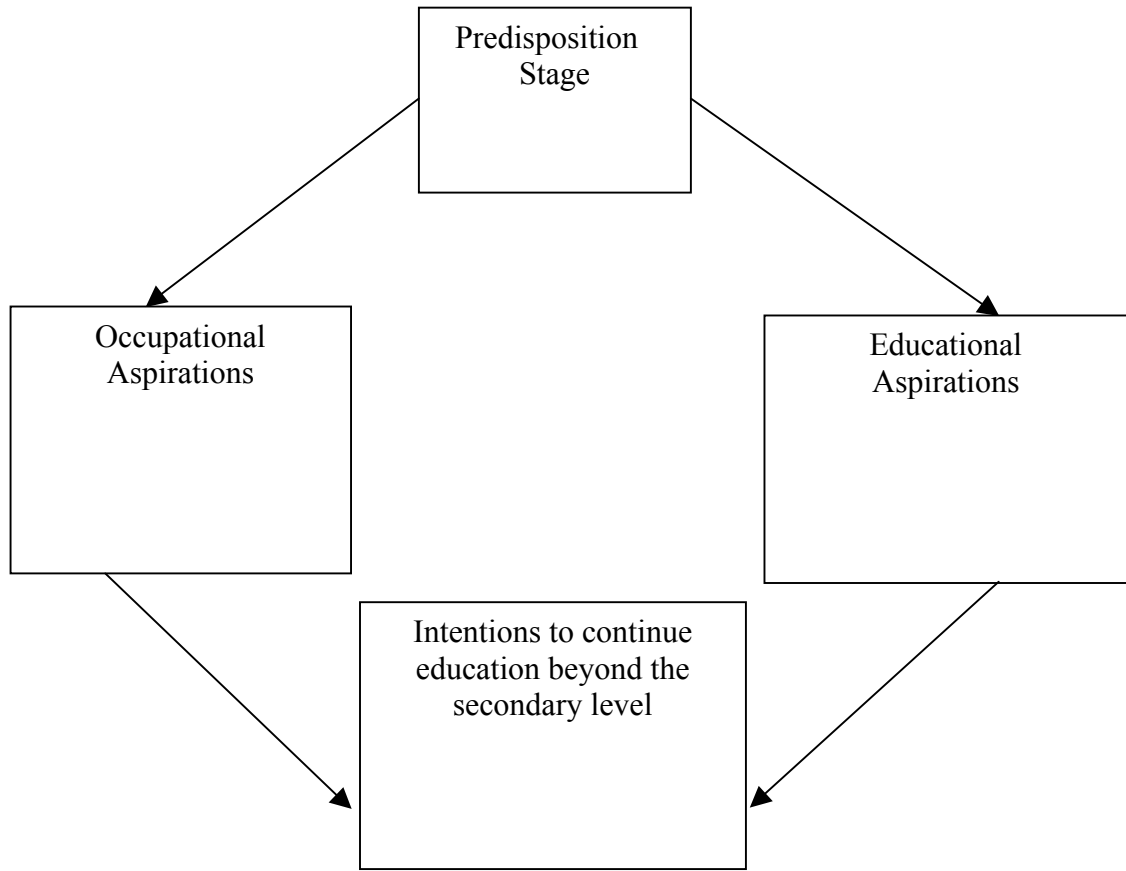 Predisposition
Stage
Occupational
Aspirations
Educational
Aspirations
Intentions to continue
education beyond the
secondary level